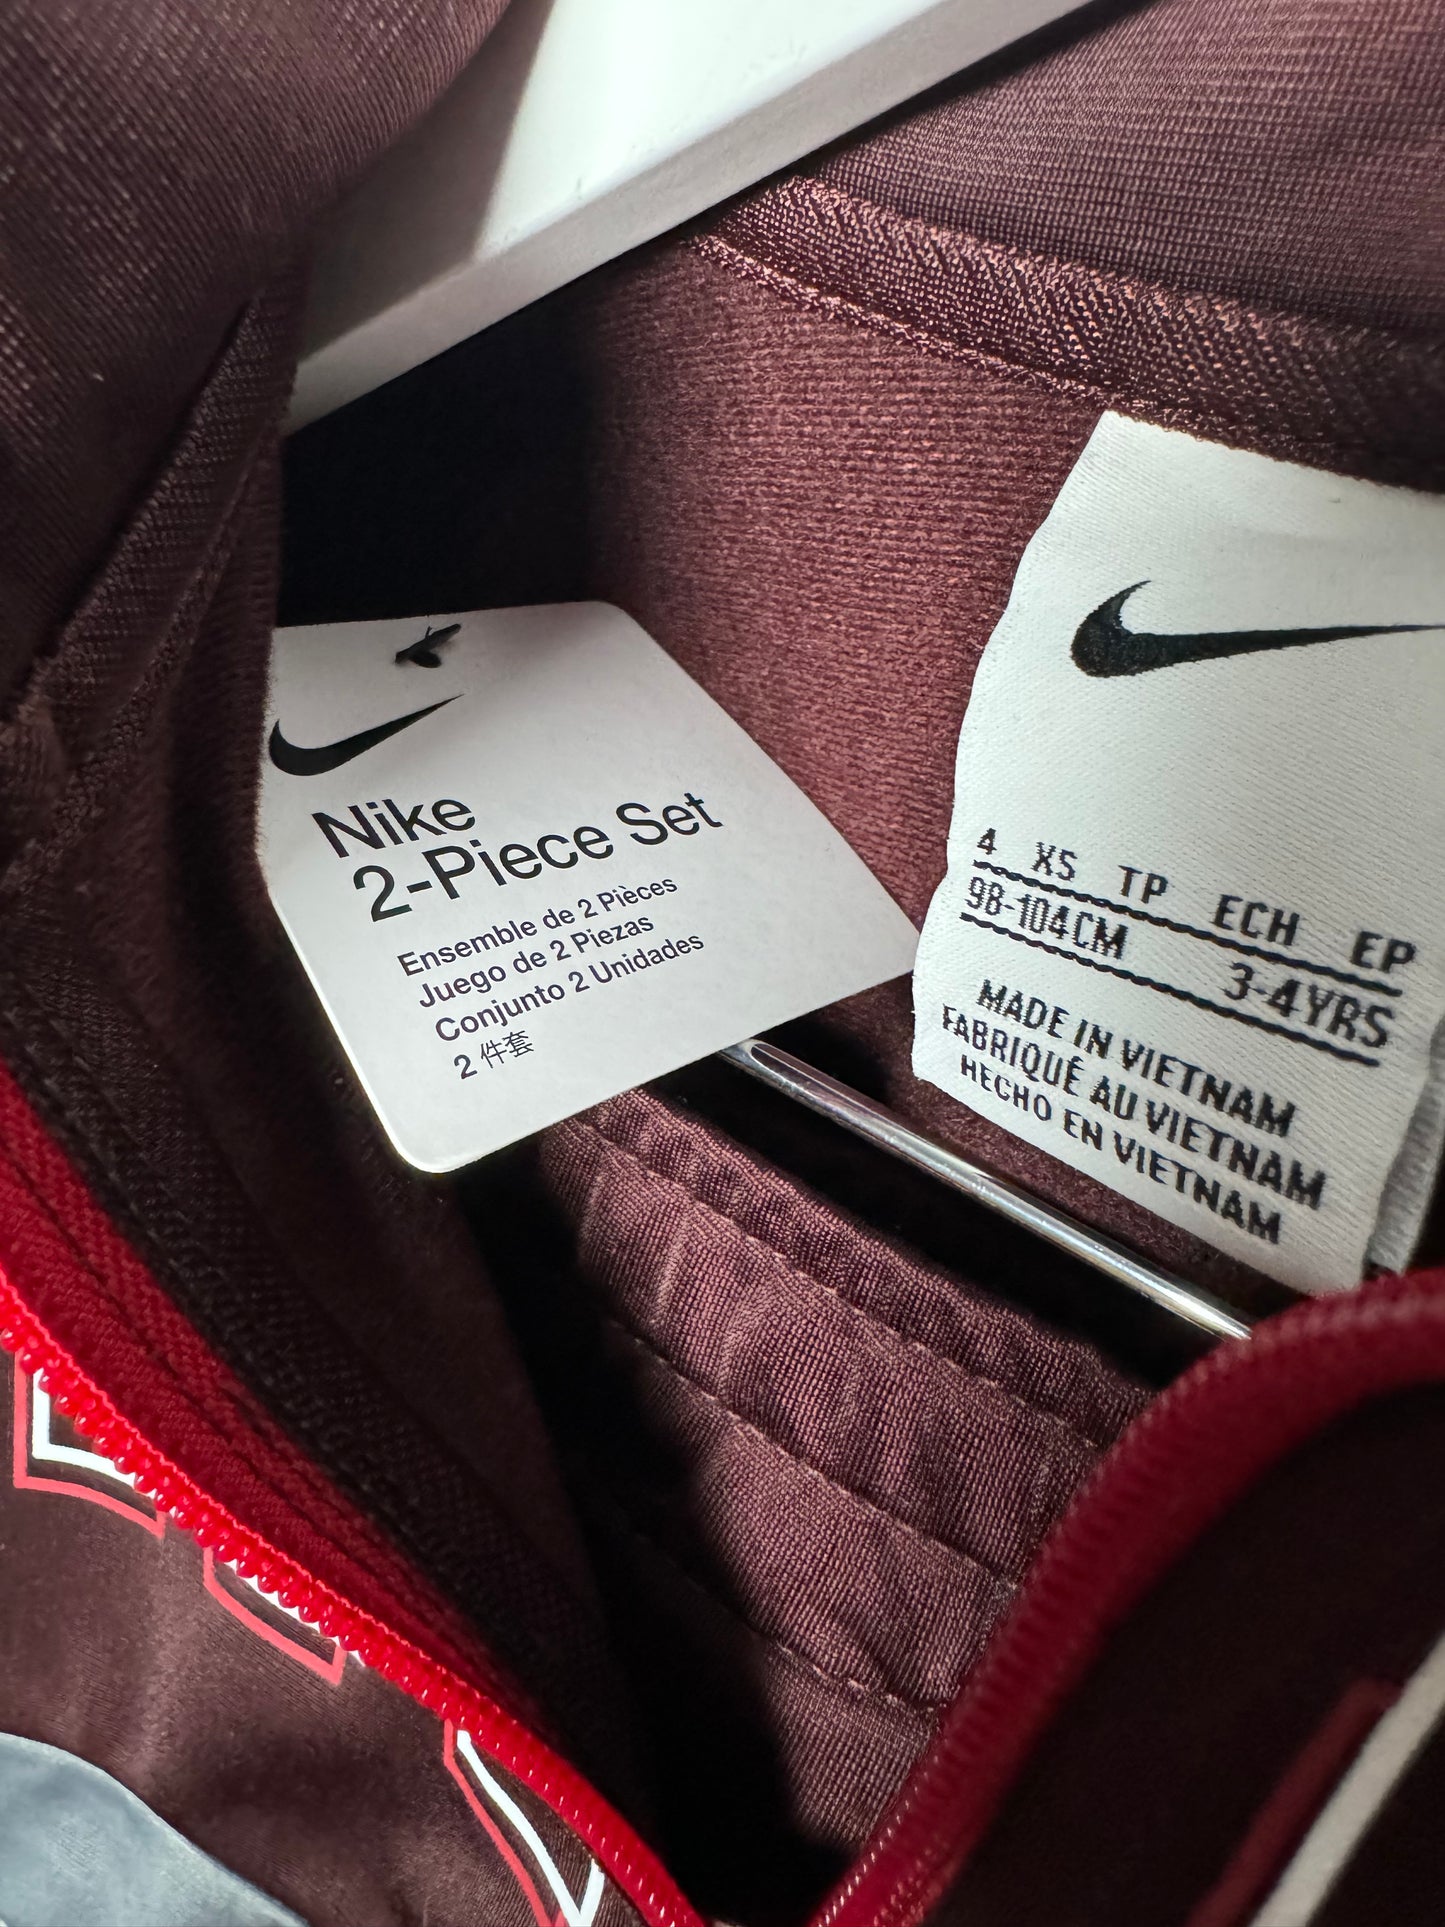 Nike
2-Piece Set
Ensemble de 2 Pièces
Juego de 2 Piezas
Conjunto 2 Unidades
2 件套
4 XS TP ECH EP
98-104CM 3-4YRS
MADE IN VIETNAM
FABRIQUÉ AU VIETNAM
HECHO EN VIETNAM